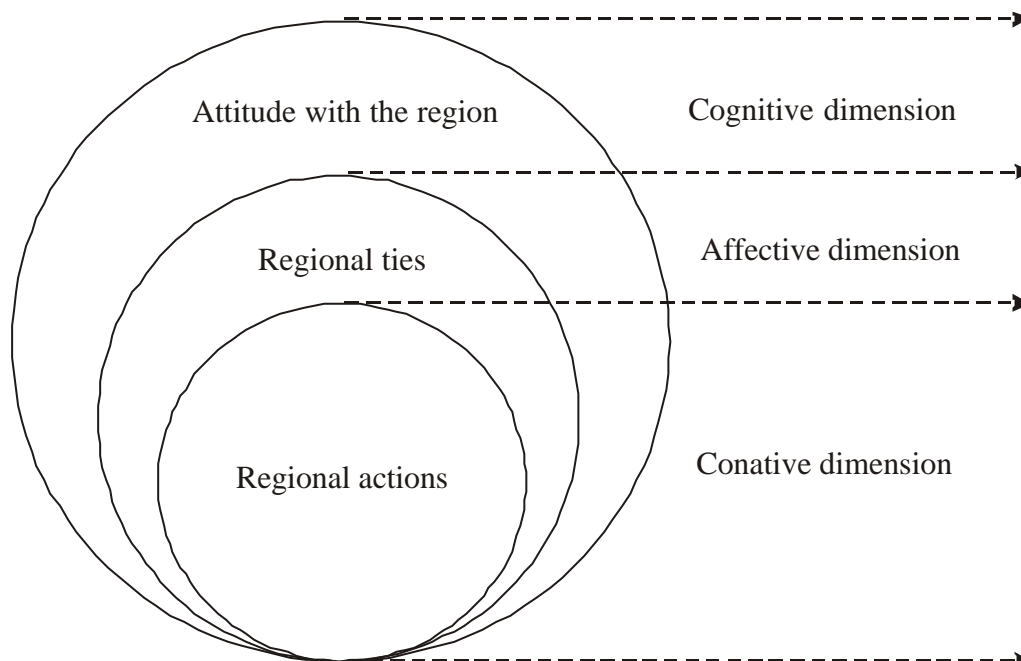 Attitude with the region
Cognitive dimension
Regional ties
Affective dimension
Regional actions
Conative dimension